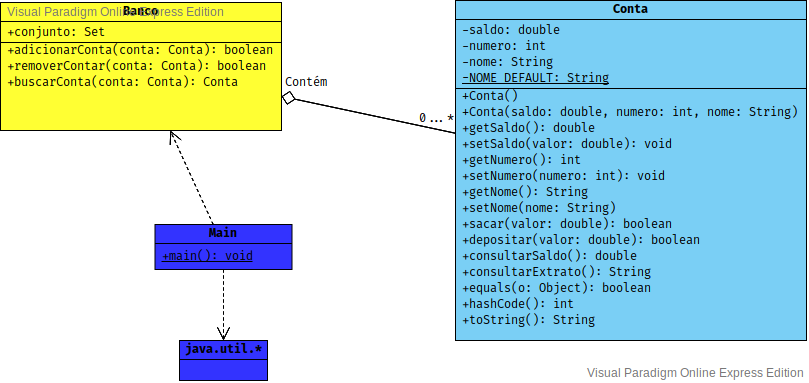 Banco
Visual Paradigm Online Express Edition
+conjunto: Set
+adicionarConta(conta: Conta): boolean
+removerContar(conta: Conta): boolean
+buscarConta(conta: Conta): Conta
Contém
0...*
Conta
-saldo: double
-numero: int
-nome: String
-NOME_DEFAULT: String
+Conta()
+Conta(saldo: double, numero: int, nome: String)
+getSaldo(): double
+setSaldo(valor: double): void
+getNumero(): int
+setNumero(numero: int): void
+getNome(): String
+setNome(nome: String)
+sacar(valor: double): boolean
+depositar(valor: double): boolean
+consultarSaldo(): double
+consultarExtrato(): String
+equals(o: Object): boolean
+hashCode(): int
+toString(): String
Main
+main(): void
java.util.*
Visual Paradigm Online Express Edition